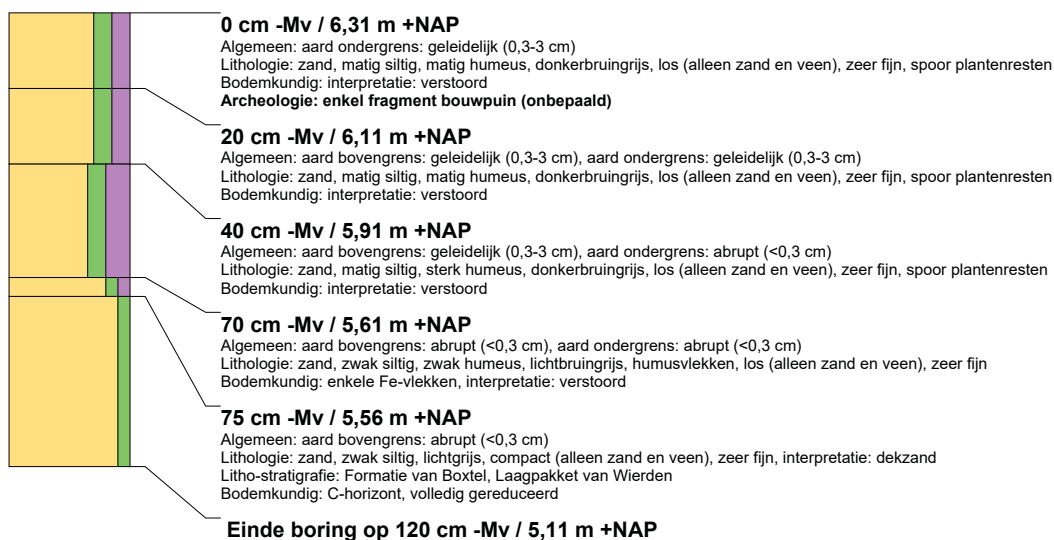 0 cm -Mv / 6,31 m +NAP
Algemeen: aard ondergrens: geleidelijk (0,3-3 cm)
Lithologie: zand, matig siltig, matig humeus, donkerbruingrijs, los (alleen zand en veen), zeer fijn, spoor plantenresten
Bodemkundig: interpretatie: verstoord
Archeologie: enkel fragment bouwpuin (onbepaald)
20 cm -Mv / 6,11 m +NAP
Algemeen: aard bovengrens: geleidelijk (0,3-3 cm), aard ondergrens: geleidelijk (0,3-3 cm)
Lithologie: zand, matig siltig, matig humeus, donkerbruingrijs, los (alleen zand en veen), zeer fijn, spoor plantenresten
Bodemkundig: interpretatie: verstoord
40 cm -Mv / 5,91 m +NAP
Algemeen: aard bovengrens: geleidelijk (0,3-3 cm), aard ondergrens: abrupt (<0,3 cm)
Lithologie: zand, matig siltig, sterk humeus, donkerbruingrijs, los (alleen zand en veen), zeer fijn, spoor plantenresten
Bodemkundig: interpretatie: verstoord
70 cm -Mv / 5,61 m +NAP
Algemeen: aard bovengrens: abrupt (<0,3 cm), aard ondergrens: abrupt (<0,3 cm)
Lithologie: zand, zwak siltig, zwak humeus, lichtbruingrijs, humusvlekken, los (alleen zand en veen), zeer fijn
Bodemkundig: enkele Fe-vlekken, interpretatie: verstoord
75 cm -Mv / 5,56 m +NAP
Algemeen: aard bovengrens: abrupt (<0,3 cm)
Lithologie: zand, zwak siltig, lichtgrijs, compact (alleen zand en veen), zeer fijn, interpretatie: dekzand
Litho-stratigrafie: Formatie van Boxtel, Laagpakket van Wierden
Bodemkundig: C-horizont, volledig gereduceerd
Einde boring op 120 cm -Mv / 5,11 m +NAP